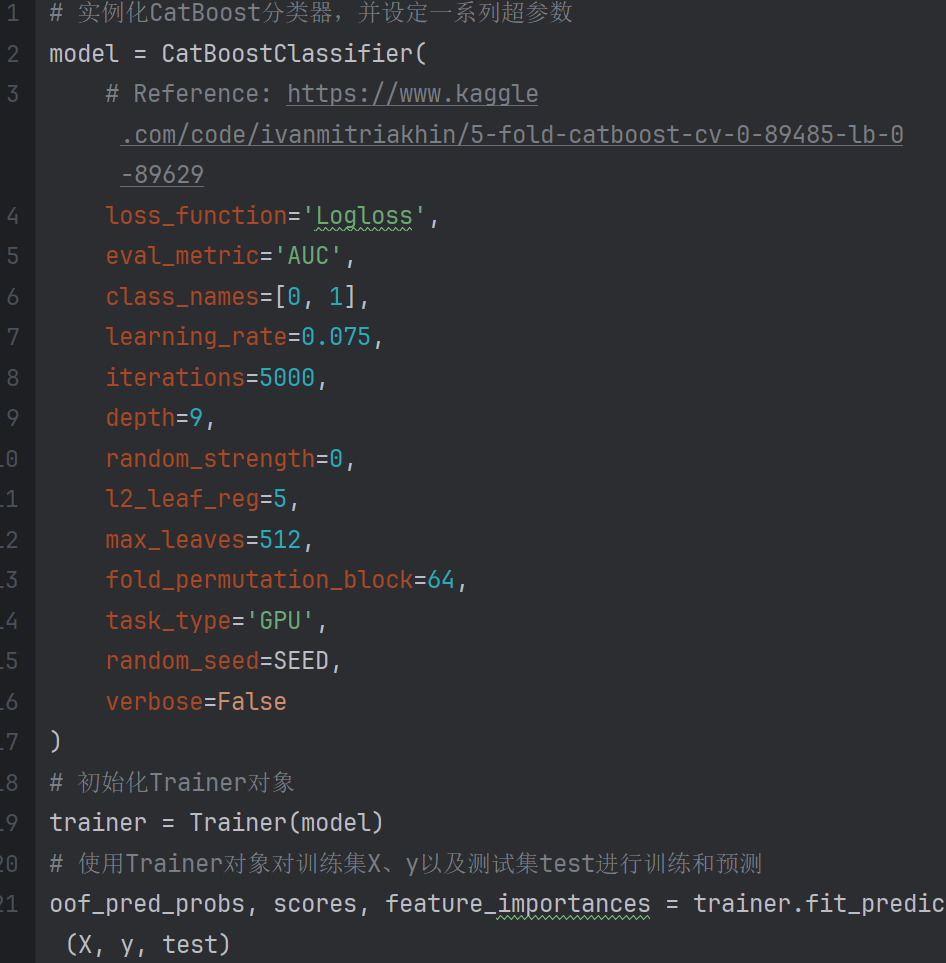 1 # 实例化CatBoost分类器，并设定一系列超参数
2 model = CatBoostClassifier(
3 # Reference: https://www.kaggle
.com/code/ivanmitriakhin/5-fold-catboost-cv-0-89485-lb-0
-89629
4 loss_function='Logloss',
5 eval_metric='AUC',
6 class_names=[0, 1],
7 learning_rate=0.075,
8 iterations=5000,
9 depth=9,
10 random_strength=0,
11 l2_leaf_reg=5,
12 max_leaves=512,
13 fold_permutation_block=64,
14 task_type='GPU',
15 random_seed=SEED,
16 verbose=False
17 )
18 # 初始化Trainer对象
19 trainer = Trainer(model)
20 # 使用Trainer对象对训练集X、y以及测试集test进行训练和预测
21 oof_pred_probs, scores, feature_importances = trainer.fit_predic
(X, y, test)